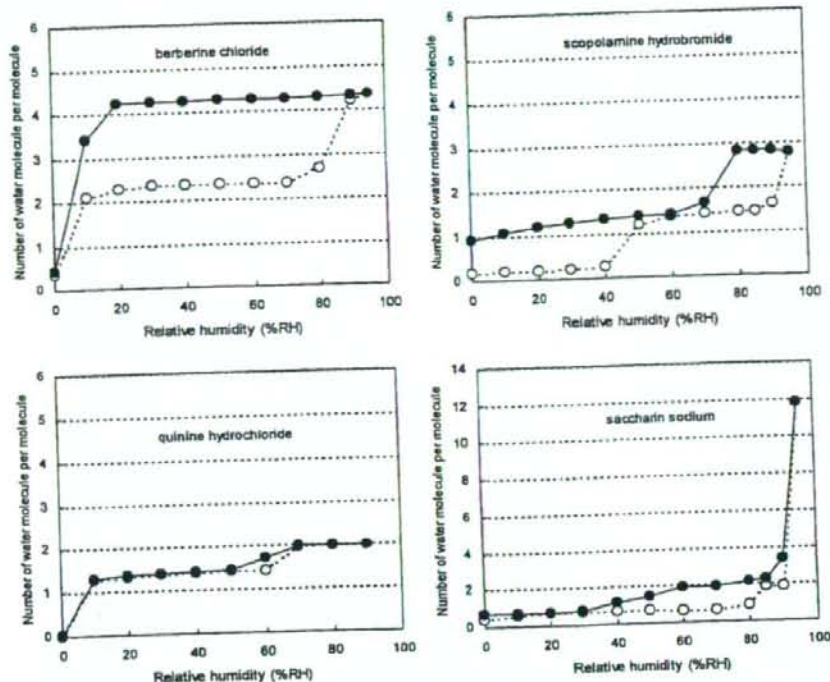 berberine chloride
Number of water molecule per molecule
6
5
4
3
2
1
0
0 20 40 60 80 100
Relative humidity (%RH)
scopolamine hydrobromide
Number of water molecule per molecule
6
5
4
3
2
1
0
0 20 40 60 80 100
Relative humidity (%RH)
quinine hydrochloride
Number of water molecule per molecule
6
5
4
3
2
1
0
0 20 40 60 80 100
Relative humidity (%RH)
saccharin sodium
Number of water molecule per molecule
14
12
10
8
6
4
2
0
0 20 40 60 80 100
Relative humidity (%RH)